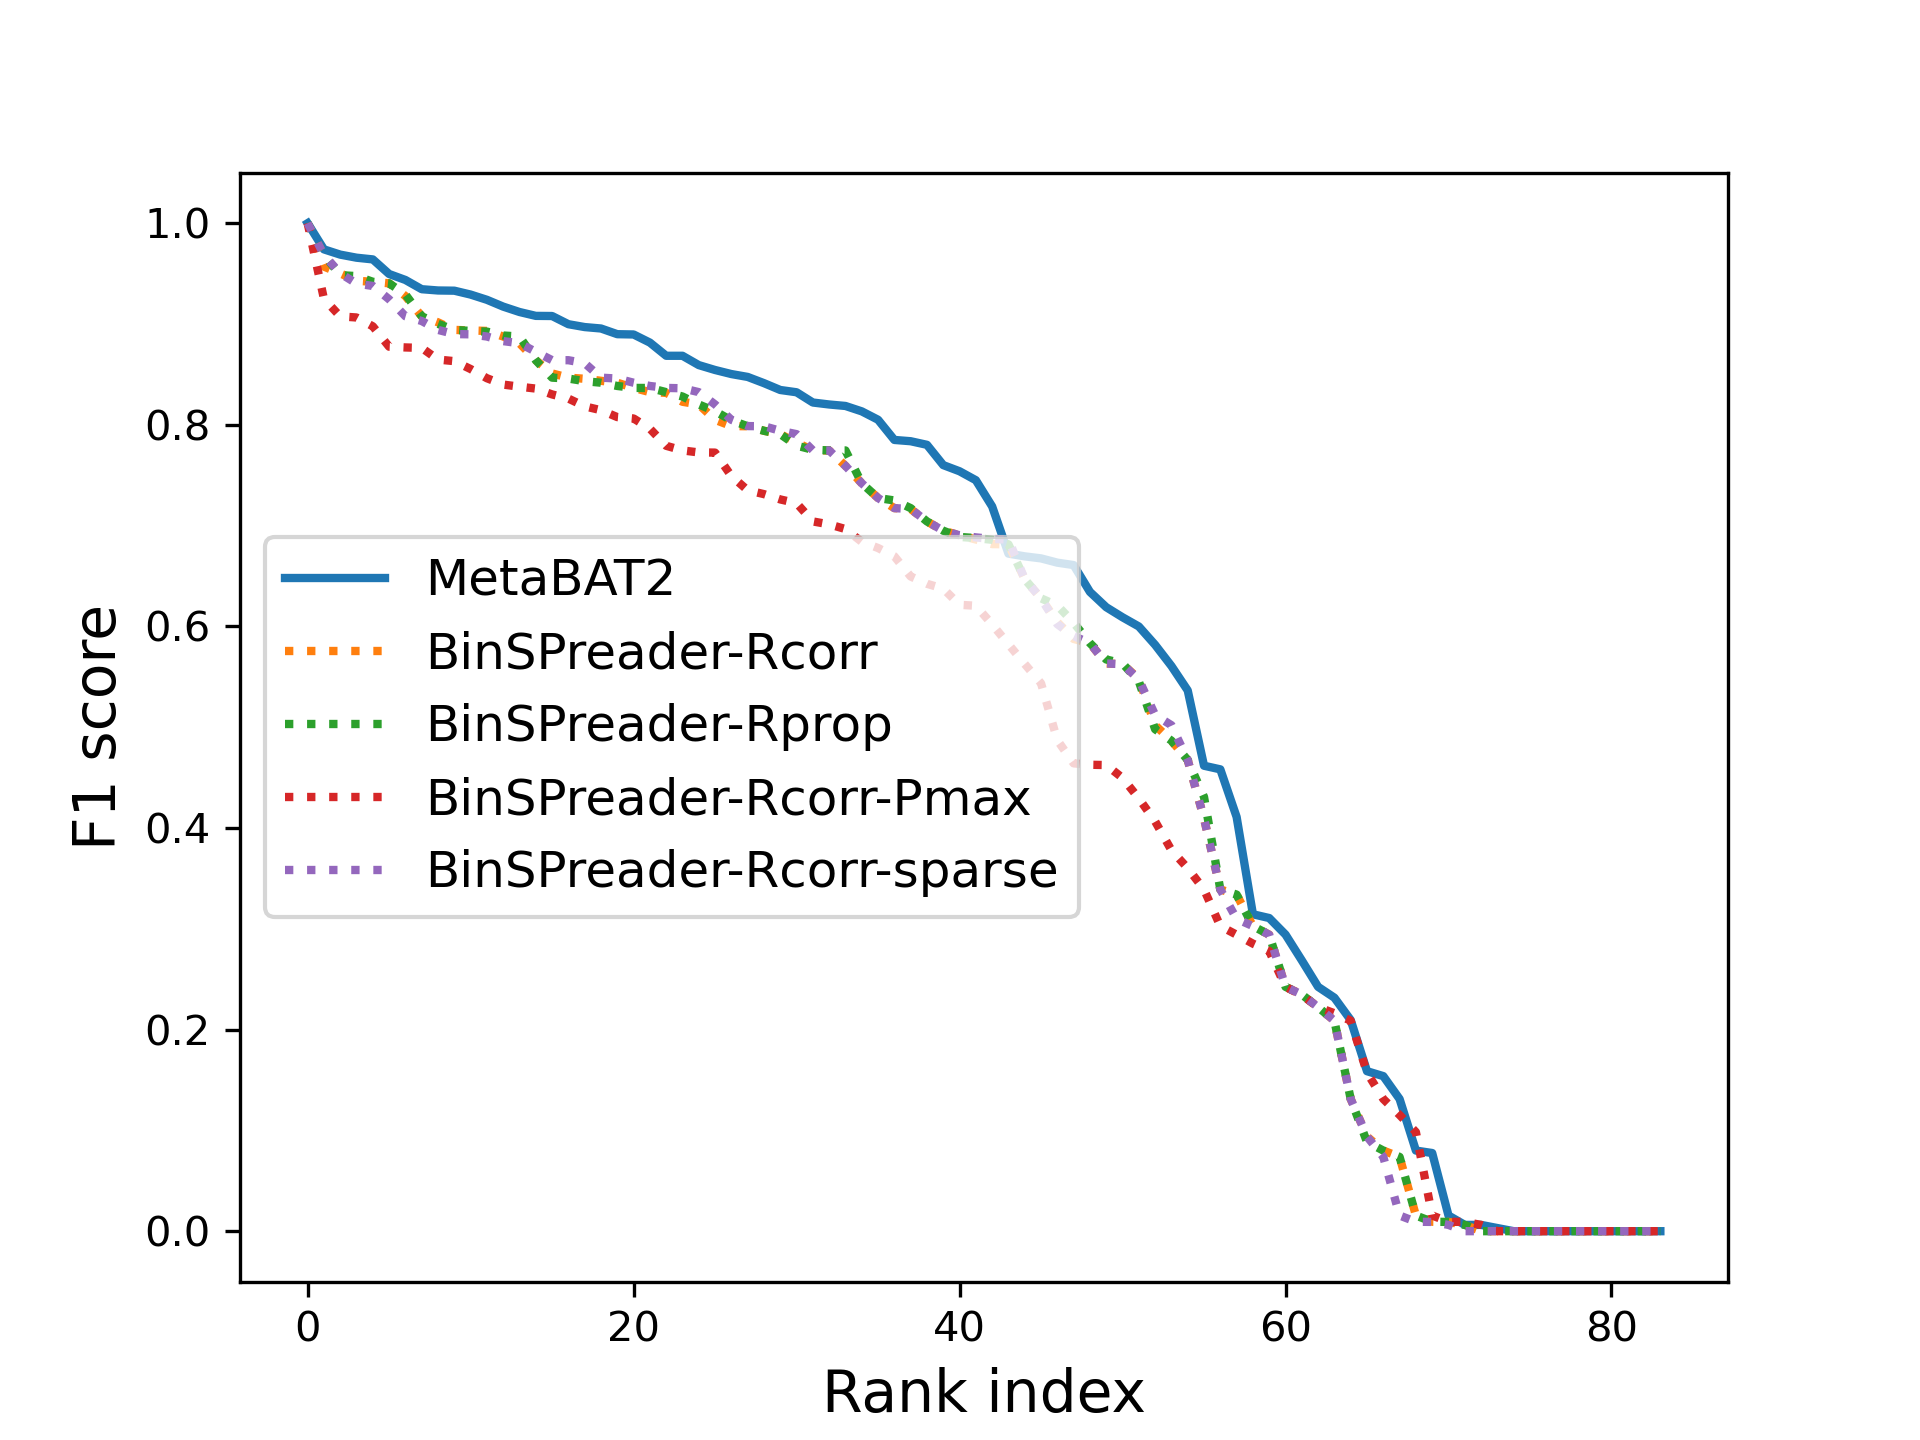 1.0
0.8
0.6
0.4
0.2
0.0
F1 score
MetaBAT2
BinSPreader-Rcorr
BinSPreader-Rprop
BinSPreader-Rcorr-Pmax
BinSPreader-Rcorr-sparse
0 20 40 60 80
Rank index